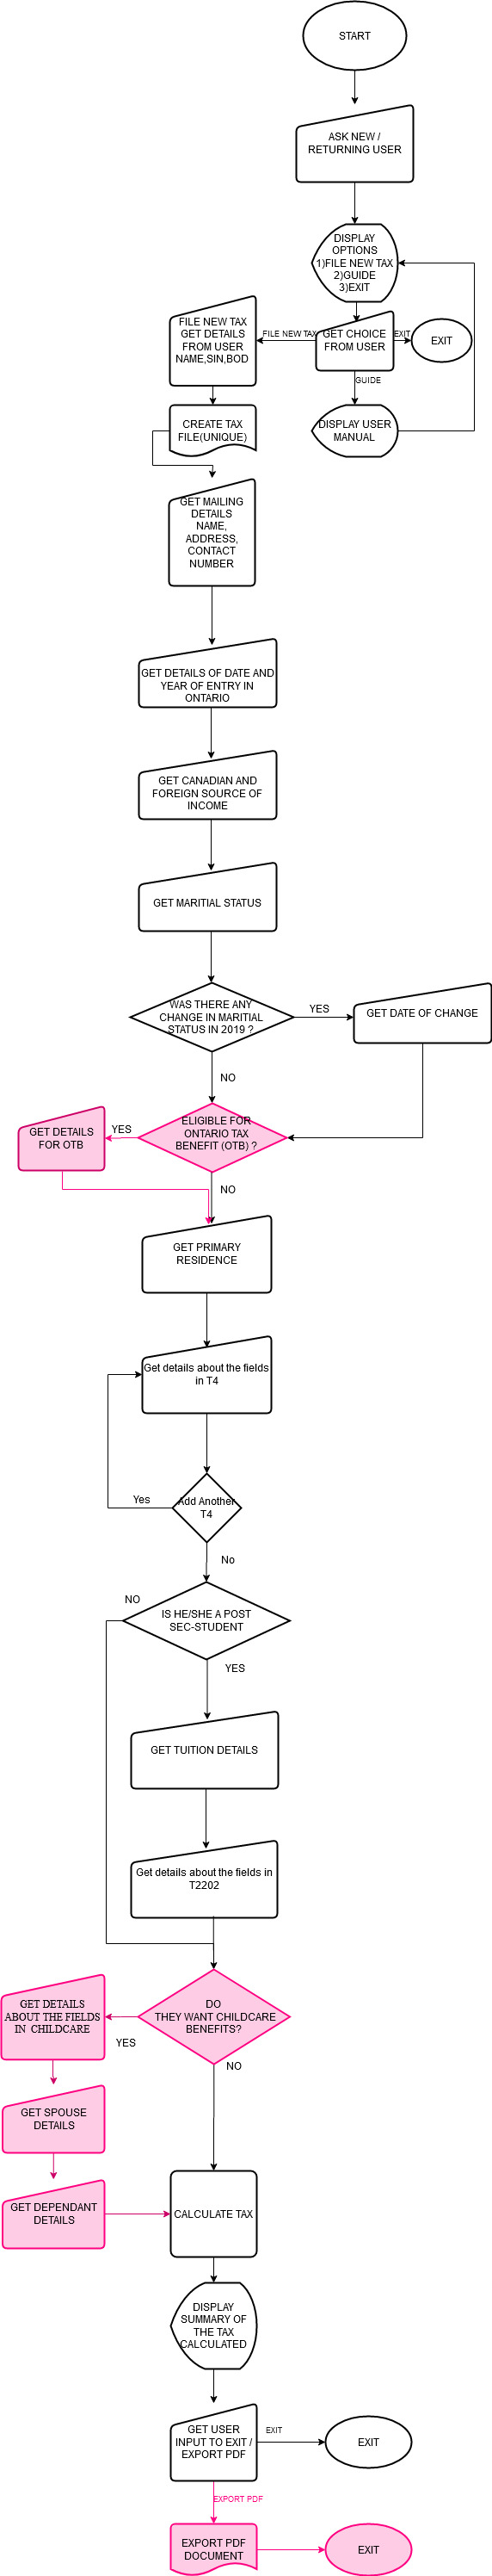 START
ASK NEW /
RETURNING USER
DISPLAY
OPTIONS
1)FILE NEW TAX
2)GUIDE
3)EXIT
FILE NEW TAX
GET DETAILS
FROM USER
NAME,SIN,BOD
FILE NEW TAX
GET CHOICE
FROM USER
EXIT
EXIT
GUIDE
CREATE TAX
FILE(UNIQUE)
DISPLAY USER
MANUAL
GET MAILING
DETAILS
NAME,
ADDRESS,
CONTACT
NUMBER
GET DETAILS OF DATE AND
YEAR OF ENTRY IN
ONTARIO
GET CANADIAN AND
FOREIGN SOURCE OF
INCOME
GET MARITIAL STATUS
WAS THERE ANY
CHANGE IN MARITIAL
STATUS IN 2019 ?
YES
GET DATE OF CHANGE
NO
ELIGIBLE FOR
ONTARIO TAX
BENEFIT (OTB) ?
YES
GET DETAILS
FOR OTB
NO
GET PRIMARY
RESIDENCE
Get details about the fields
in T4
Add Another
T4
Yes
No
NO
IS HE/SHE A POST
SEC-STUDENT
YES
GET TUITION DETAILS
Get details about the fields in
T2202
DO
THEY WANT CHILDCARE
BENEFITS?
YES
GET DETAILS
ABOUT THE FIELDS
IN CHILDCARE
NO
GET SPOUSE
DETAILS
GET DEPENDANT
DETAILS
CALCULATE TAX
DISPLAY
SUMMARY OF
THE TAX
CALCULATED
GET USER
INPUT TO EXIT /
EXPORT PDF
EXIT
EXIT
EXPORT PDF
EXPORT PDF
DOCUMENT
EXIT